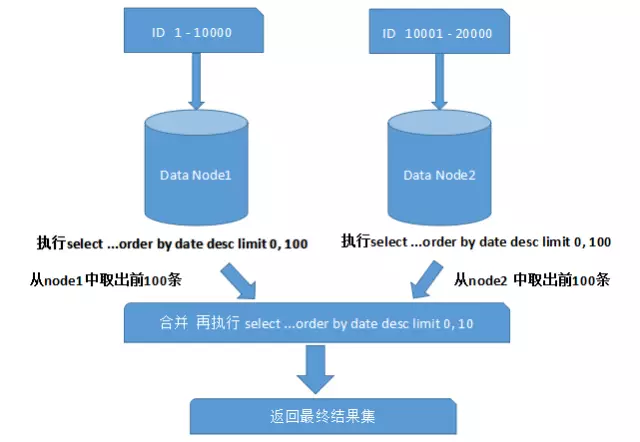 ID 1 - 10000
ID 10001 - 20000
Data Node1
Data Node2
执行select ...order by date desc limit 0, 100
执行select ...order by date desc limit 0, 100
从node1中取出前100条
从node2 中取出前100条
合并 再执行 select ...order by date desc limit 0, 10
返回最终结果集